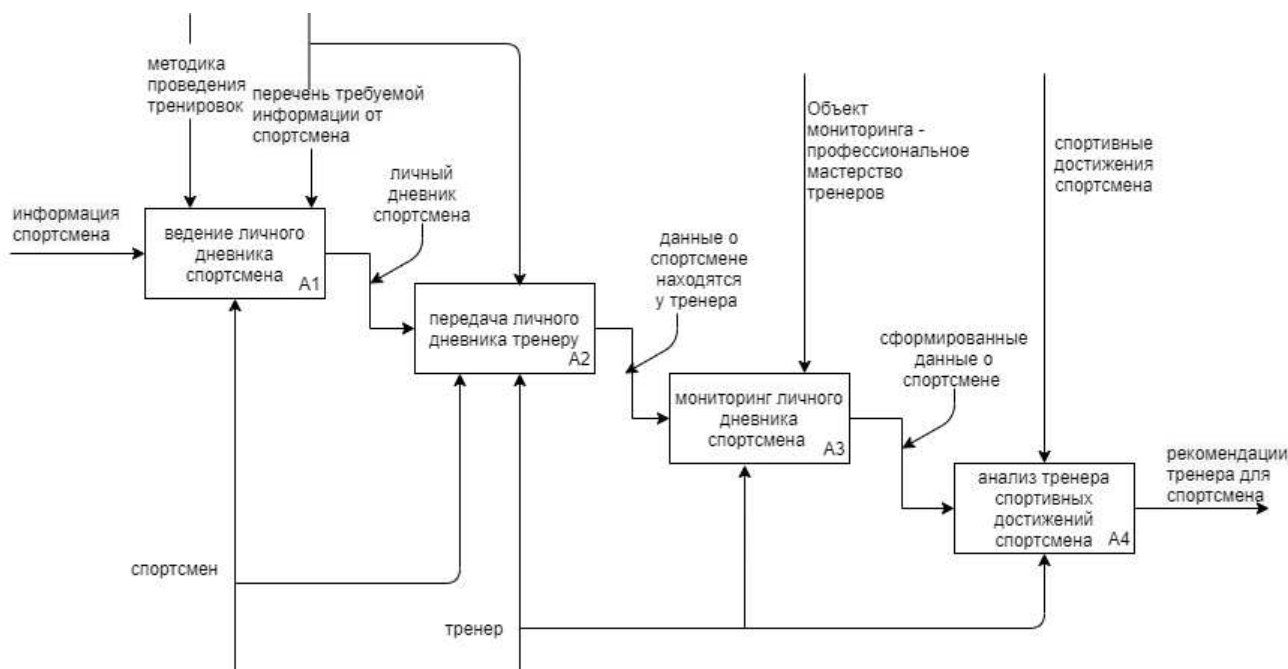 методика
проведения
тренировок
перечень требуемой
информации от
спортсмена
личный
дневник
спортсмена
Объект
мониторинга -
профессиональное
мастерство
тренеров
спортивные
достижения
спортсмена
информация
спортсмена
ведение личного
дневника
спортсмена
A1
данные о
спортсмене
находятся
у тренера
передача личного
дневника тренеру
A2
сформированные
данные о
спортсмене
мониторинг личного
дневника
спортсмена
A3
рекомендации
тренера для
спортсмена
анализ тренера
спортивных
достижений
спортсмена
A4
спортсмен
тренер